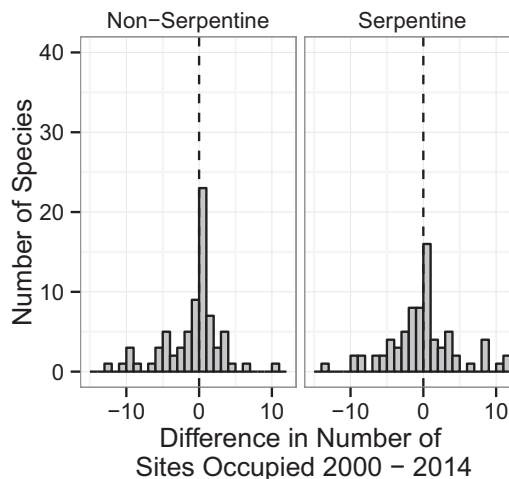 Non−Serpentine
Serpentine
40
30
20
10
0
Number of Species
−10
0
10
−10
0
10
Difference in Number of
Sites Occupied 2000 − 2014